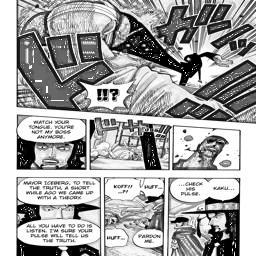 !!?
WATCH YOUR
TONGUE. YOU'RE
NOT MY BOSS
ANYMORE.
MAYOR ICEBERG, TO TELL
THE TRUTH, A SHORT
WHILE AGO WE CAME UP
WITH A THEORY.
ALL YOU HAVE TO DO IS
LISTEN. I'M SURE YOUR
PULSE WILL TELL US
THE TRUTH.
KOFF!!
...?!
HUFF...
HUFF...
PARDON
ME.
...CHECK
HIS
PULSE.
KAKU...